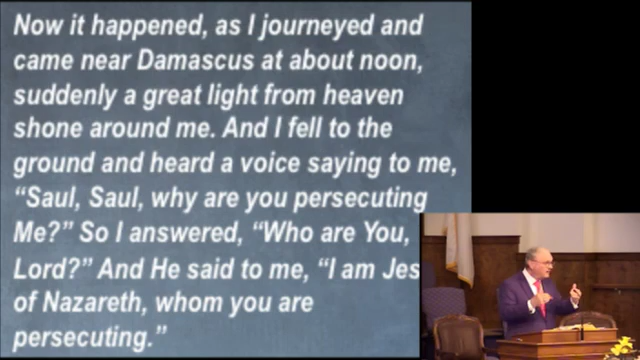 Now it happened, as I journeyed and
came near Damascus at about noon,
suddenly a great light from heaven
shone around me. And I fell to the
ground and heard a voice saying to me,
“Saul, Saul, why are you persecuting
Me?” So I answered, “Who are You,
Lord?” And He said to me, “I am Jes
of Nazareth, whom you are
persecuting.”